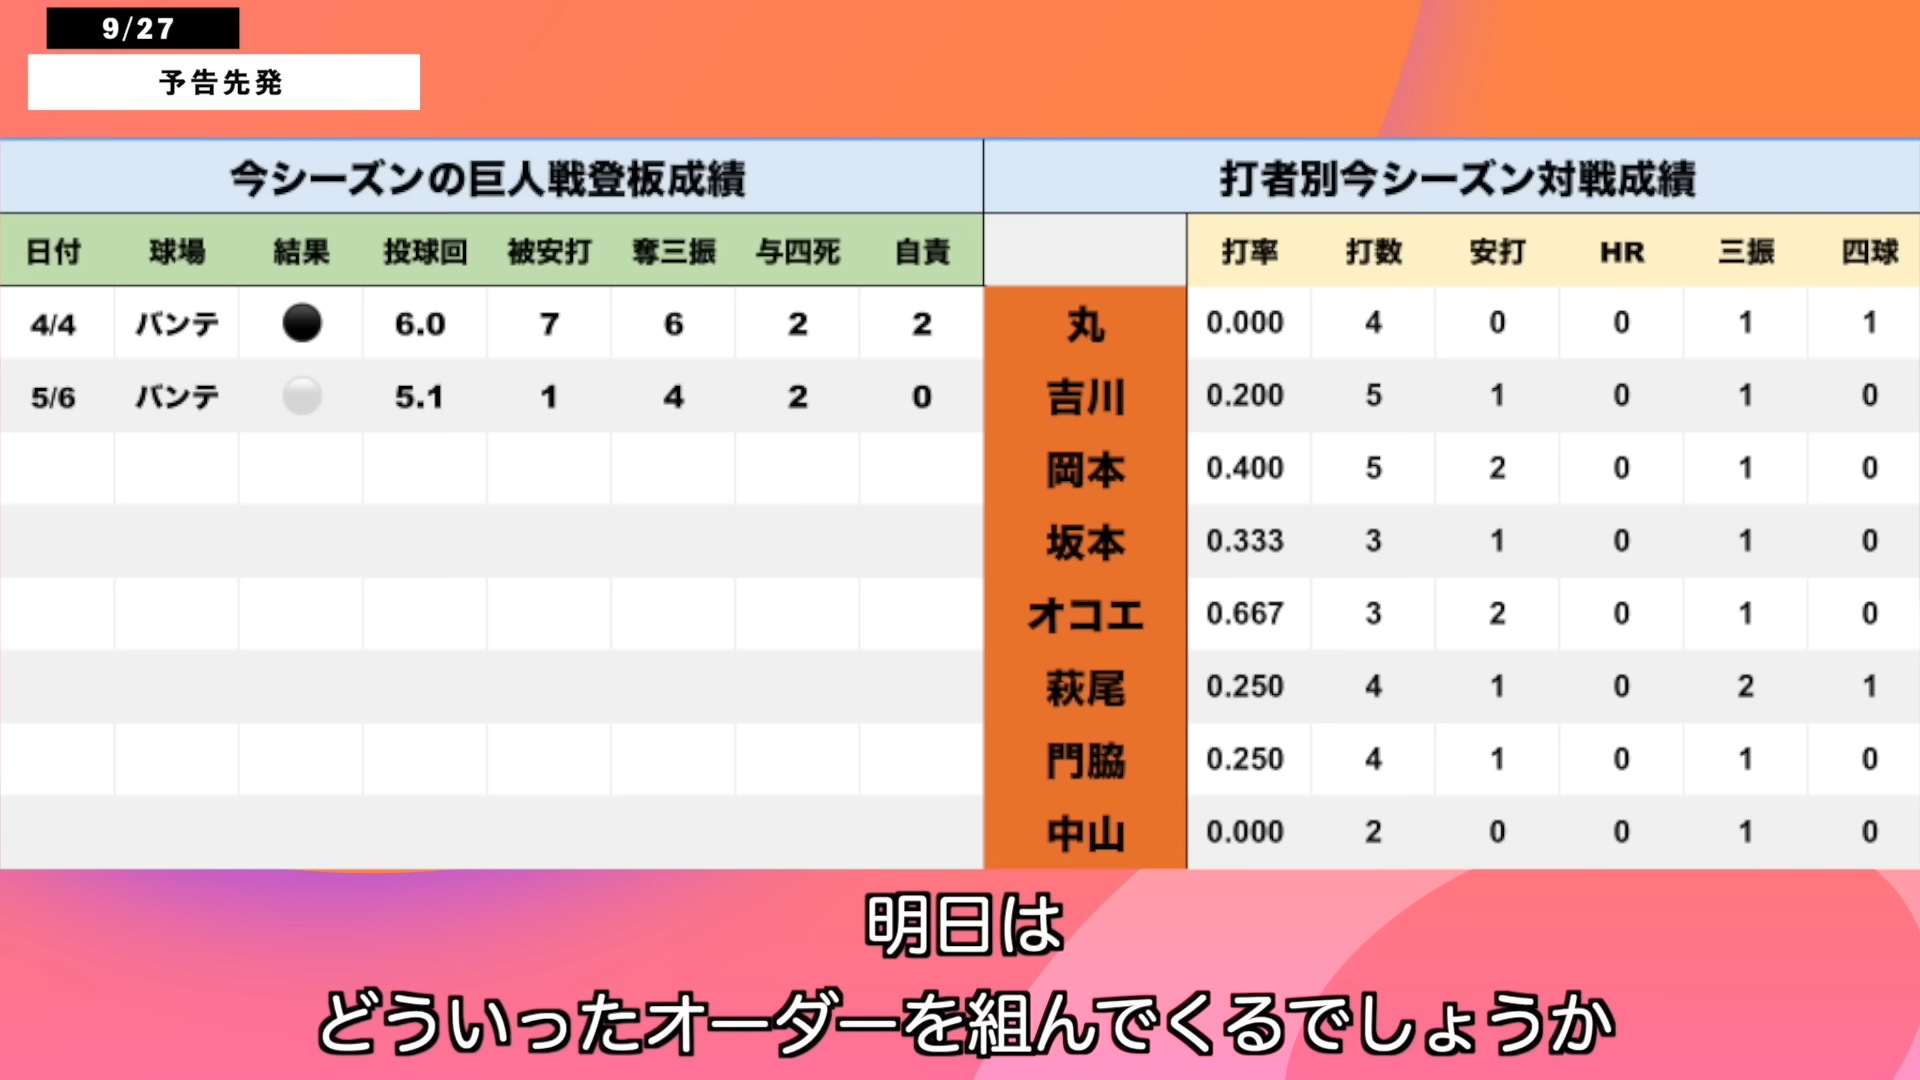 9/27
予告先発
今シーズンの巨人戦登板成績
日付 球場 結果 投球回 被安打 奪三振 与四死 自責
4/4 バンテ ● 6.0 7 6 2 2
5/6 バンテ ○ 5.1 1 4 2 0
打者別今シーズン対戦成績
打率 打数 安打 HR 三振 四球
丸 0.000 4 0 0 1 1
吉川 0.200 5 1 0 1 0
岡本 0.400 5 2 0 1 0
坂本 0.333 3 1 0 1 0
オコエ 0.667 3 2 0 1 0
萩尾 0.250 4 1 0 2 1
門脇 0.250 4 1 0 1 0
中山 0.000 2 0 0 1 0
明日は
どういったオーダーを組んでくるでしょうか